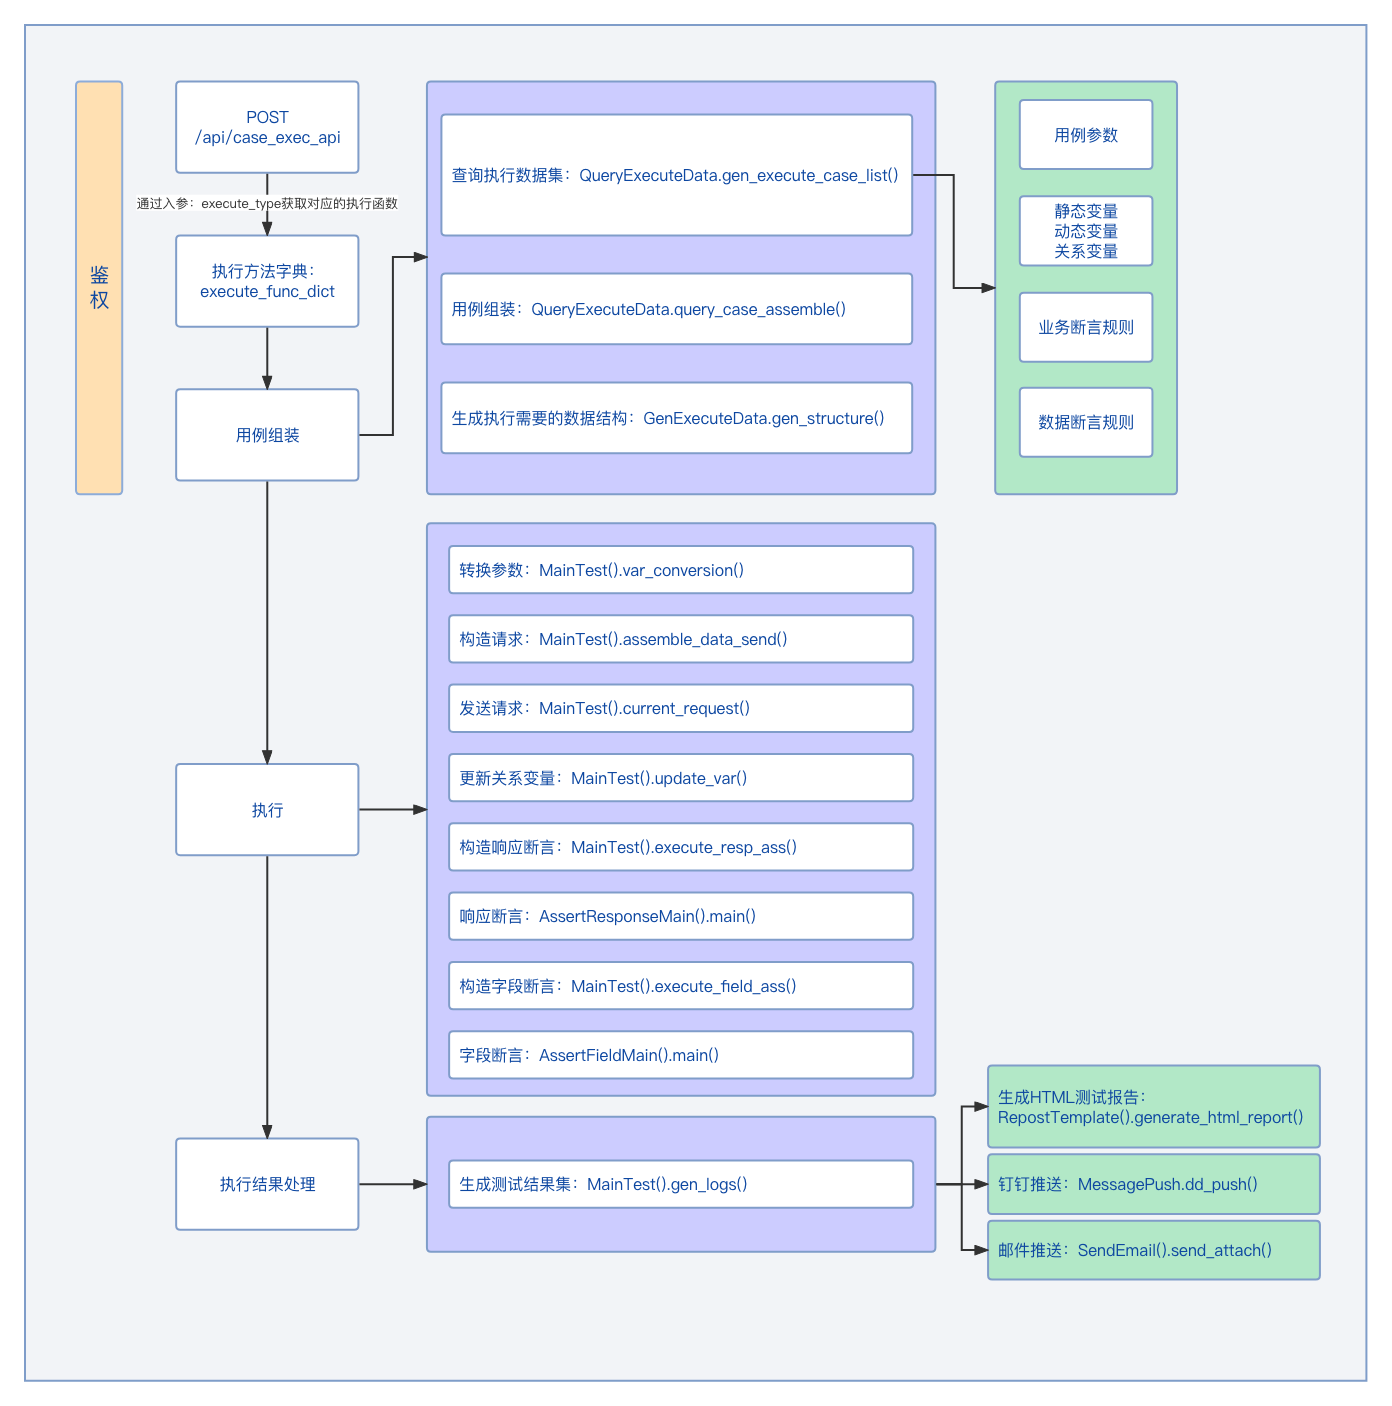 鉴
权
POST
/api/case_exec_api
通过入参：execute_type获取对应的执行函数
执行方法字典：
execute_func_dict
用例组装
查询执行数据集：QueryExecuteData.gen_execute_case_list()
用例组装：QueryExecuteData.query_case_assemble()
生成执行需要的数据结构：GenExecuteData.gen_structure()
用例参数
静态变量
动态变量
关系变量
业务断言规则
数据断言规则
执行
转换参数：MainTest().var_conversion()
构造请求：MainTest().assemble_data_send()
发送请求：MainTest().current_request()
更新关系变量：MainTest().update_var()
构造响应断言：MainTest().execute_resp_ass()
响应断言：AssertResponseMain().main()
构造字段断言：MainTest().execute_field_ass()
字段断言：AssertFieldMain().main()
执行结果处理
生成测试结果集：MainTest().gen_logs()
生成HTML测试报告：
RepostTemplate().generate_html_report()
钉钉推送：MessagePush.dd_push()
邮件推送：SendEmail().send_attach()